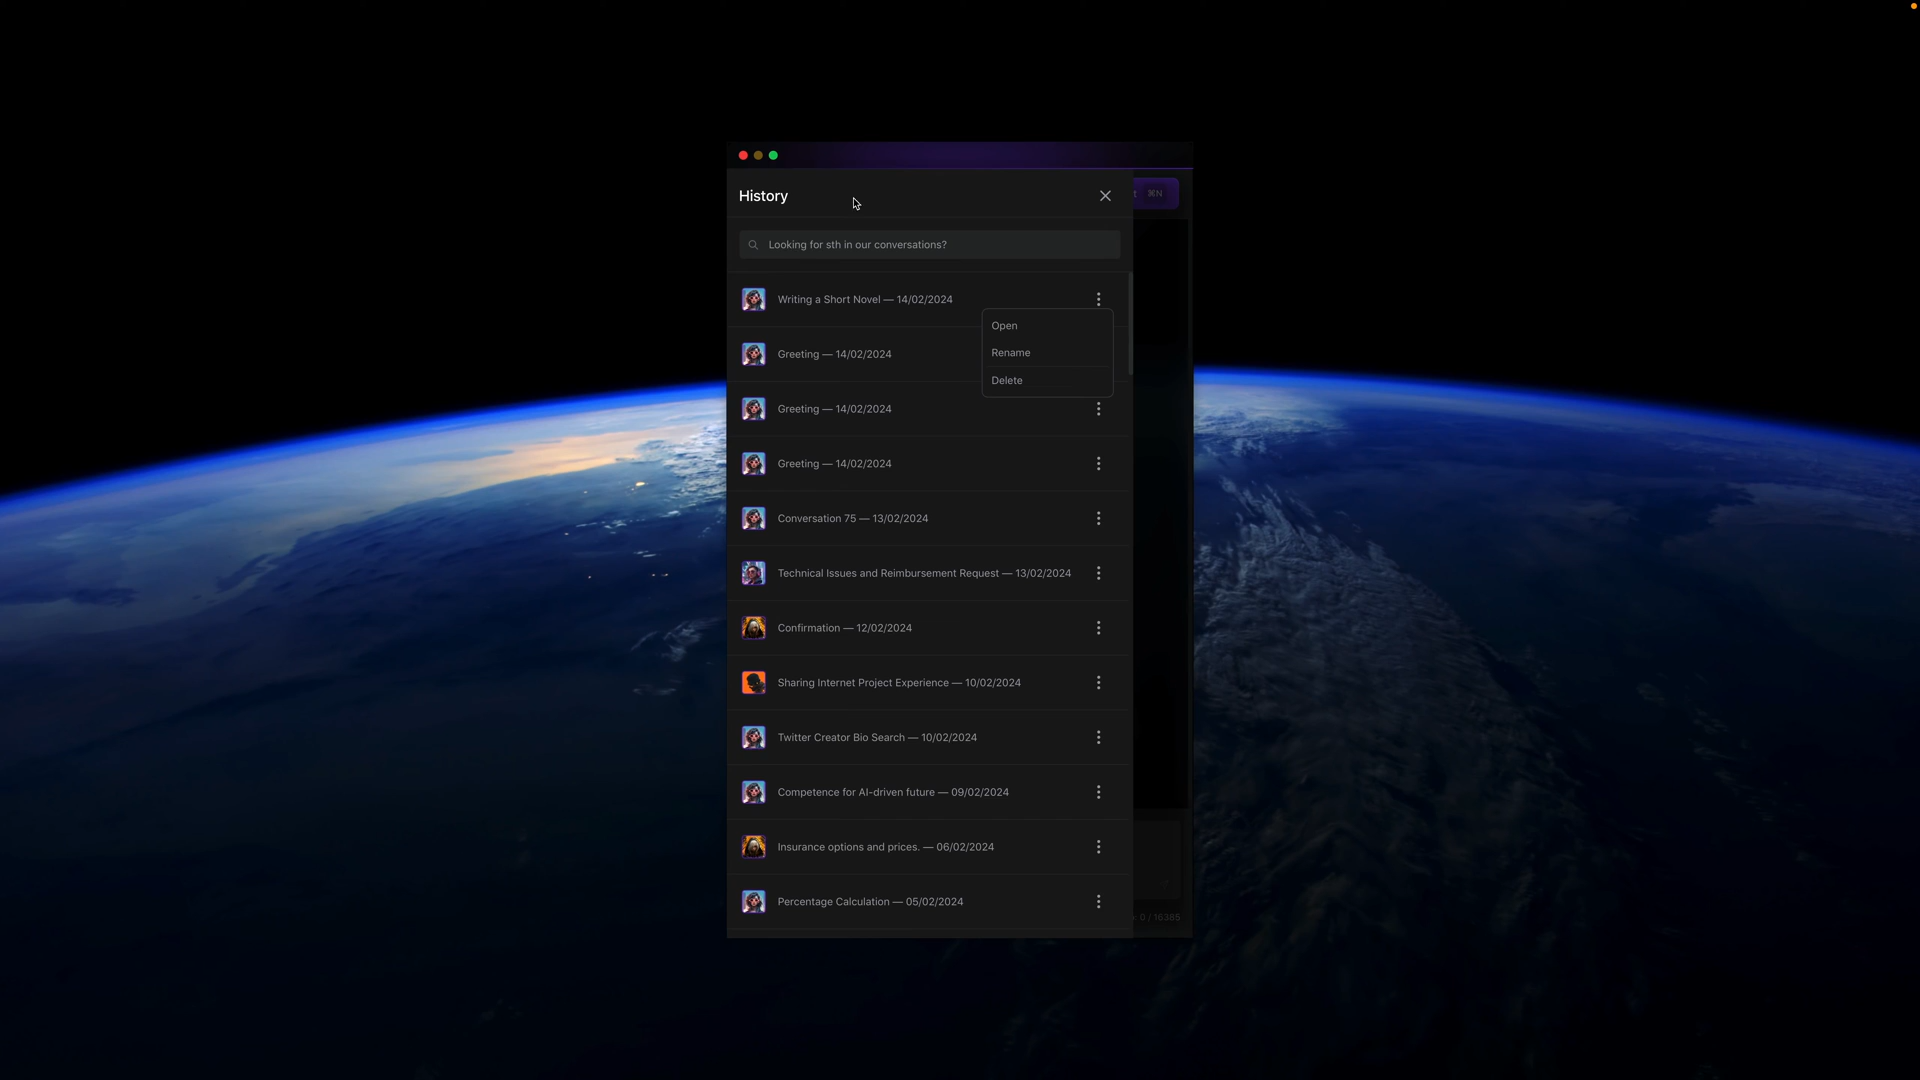 History
t ⌘N
Looking for sth in our conversations?
Writing a Short Novel — 14/02/2024
Open
Rename
Delete
Greeting — 14/02/2024
Greeting — 14/02/2024
Greeting — 14/02/2024
Conversation 75 — 13/02/2024
Technical Issues and Reimbursement Request — 13/02/2024
Confirmation — 12/02/2024
Sharing Internet Project Experience — 10/02/2024
Twitter Creator Bio Search — 10/02/2024
Competence for AI-driven future — 09/02/2024
Insurance options and prices. — 06/02/2024
Percentage Calculation — 05/02/2024
0 / 16385